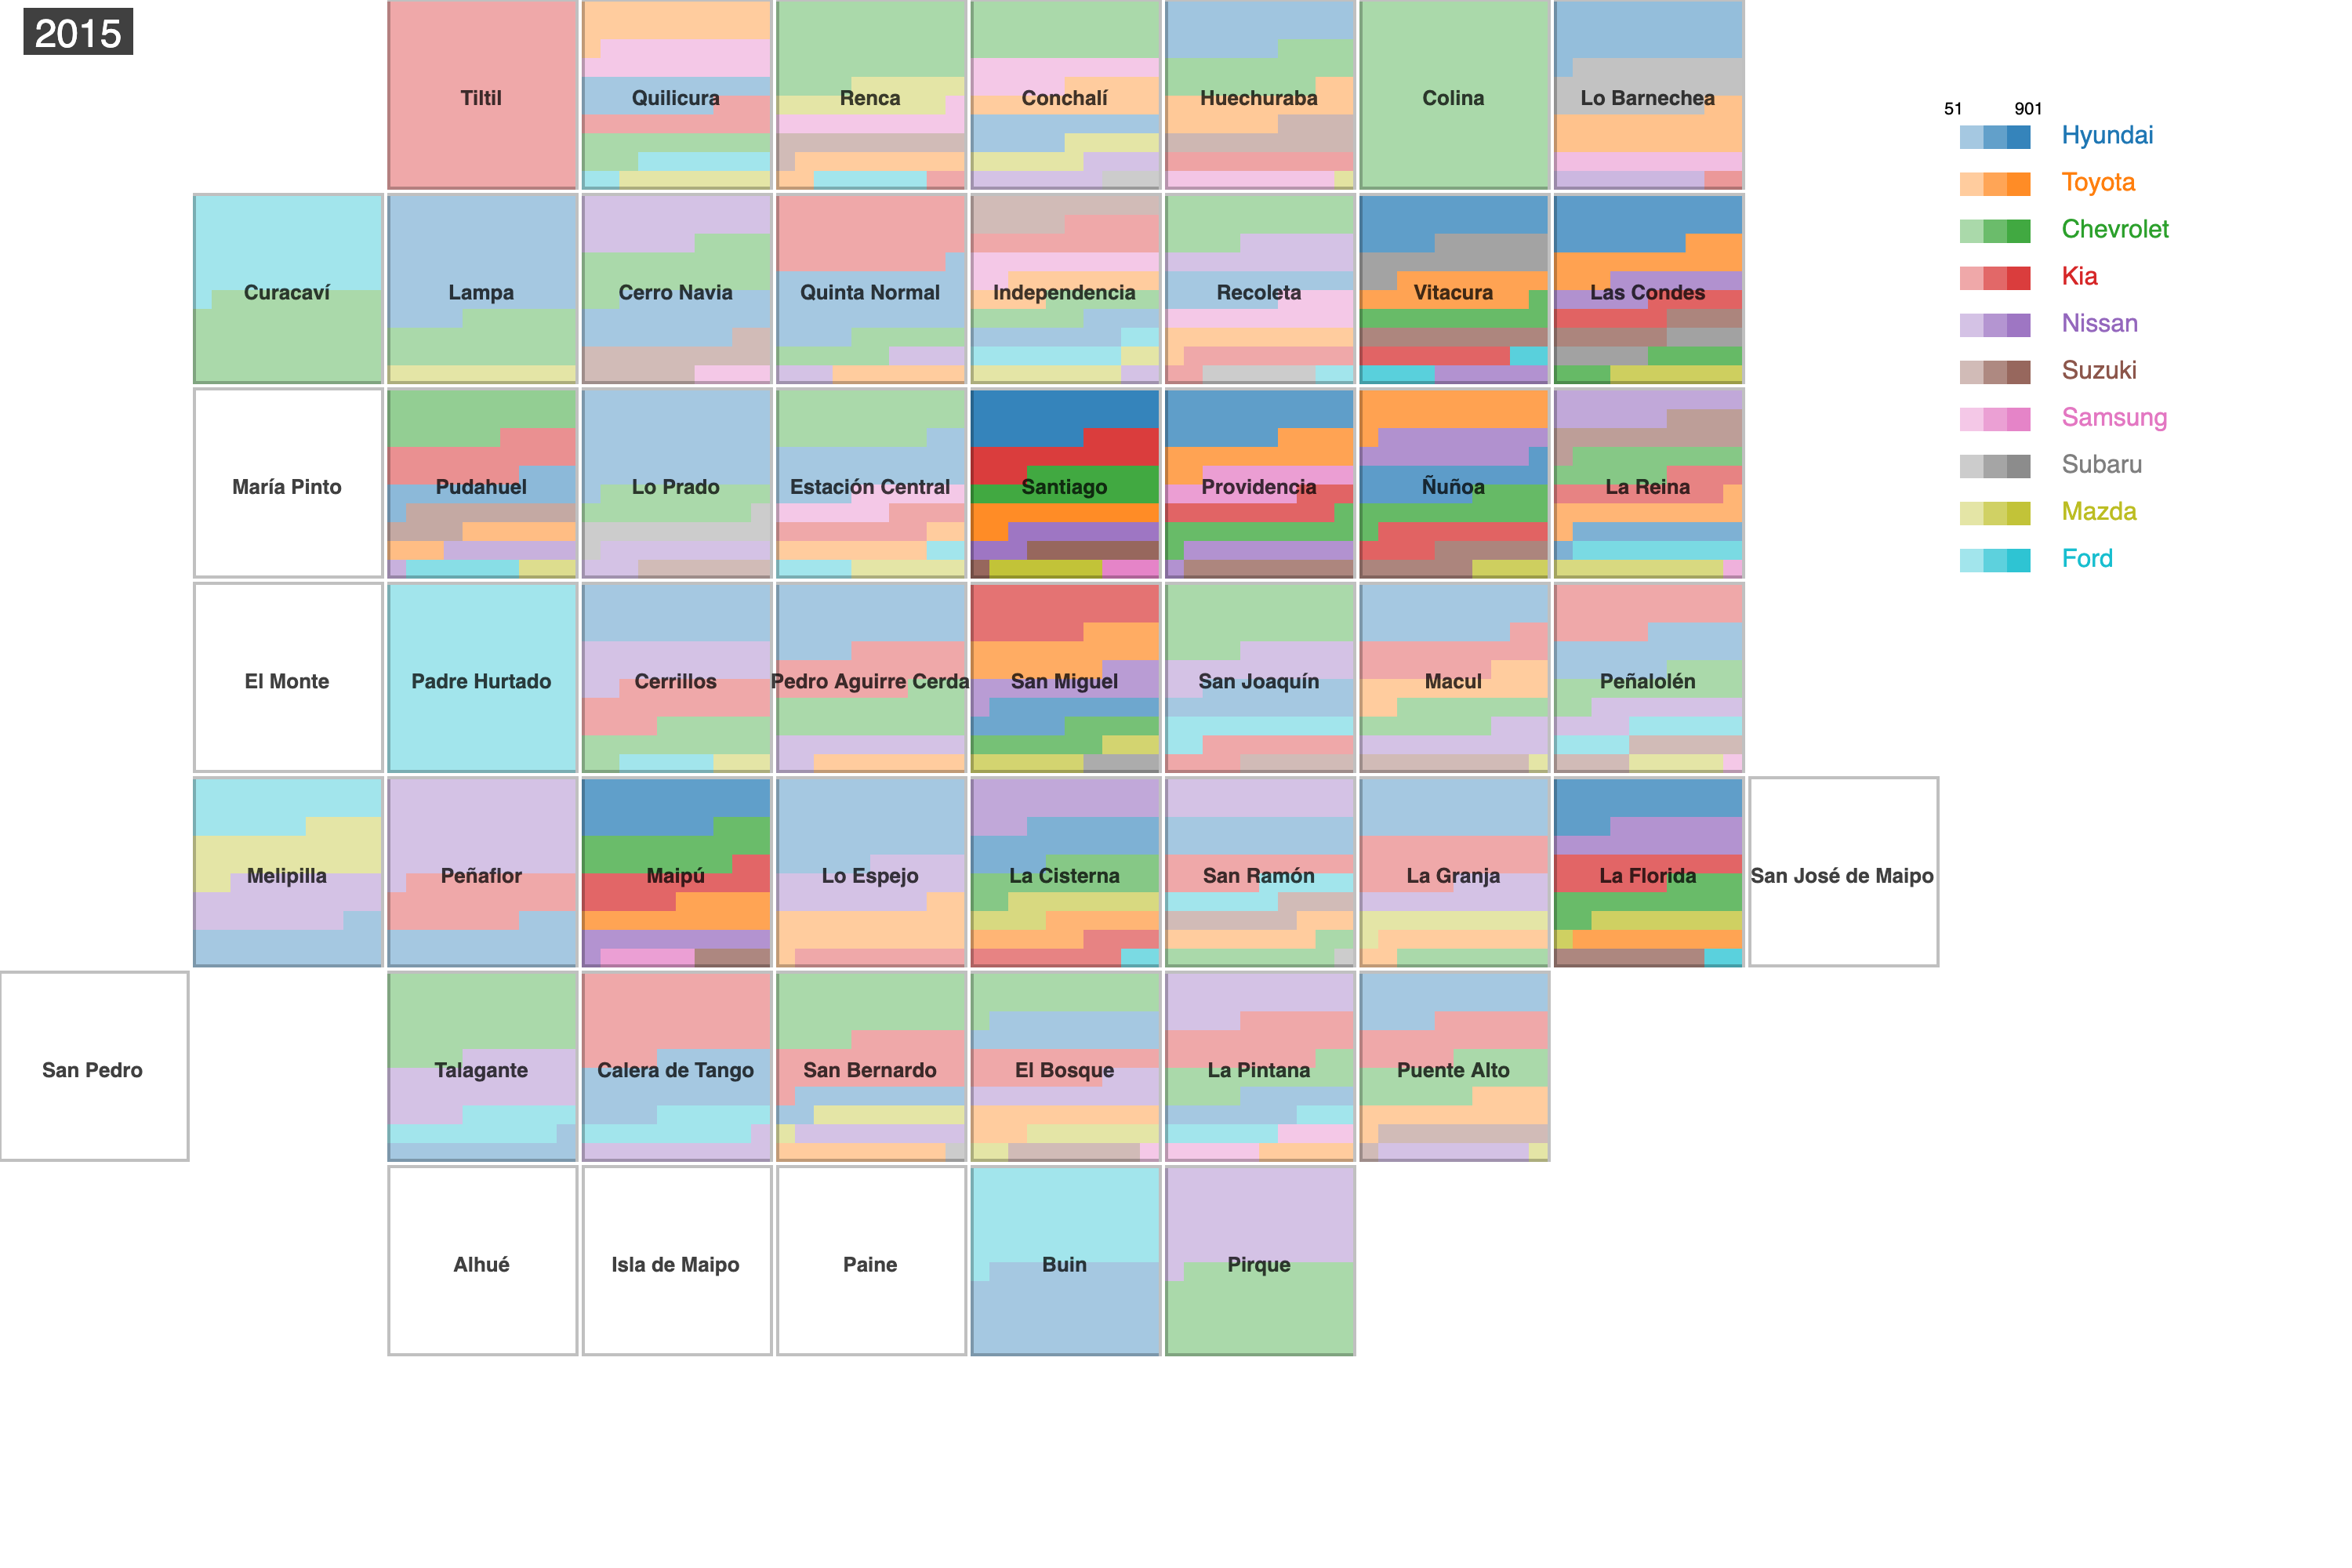 2015
Tiltil
Quilicura
Renca
Conchalí
Huechuraba
Colina
Lo Barnechea
51 901
Hyundai
Toyota
Chevrolet
Kia
Nissan
Suzuki
Samsung
Subaru
Mazda
Ford
Curacaví
Lampa
Cerro Navia
Quinta Normal
Independencia
Recoleta
Vitacura
Las Condes
María Pinto
Pudahuel
Lo Prado
Estación Central
Santiago
Providencia
Ñuñoa
La Reina
El Monte
Padre Hurtado
Cerrillos
Pedro Aguirre Cerda
San Miguel
San Joaquín
Macul
Peñalolén
Melipilla
Peñaflor
Maipú
Lo Espejo
La Cisterna
San Ramón
La Granja
La Florida
San José de Maipo
San Pedro
Talagante
Calera de Tango
San Bernardo
El Bosque
La Pintana
Puente Alto
Alhué
Isla de Maipo
Paine
Buin
Pirque